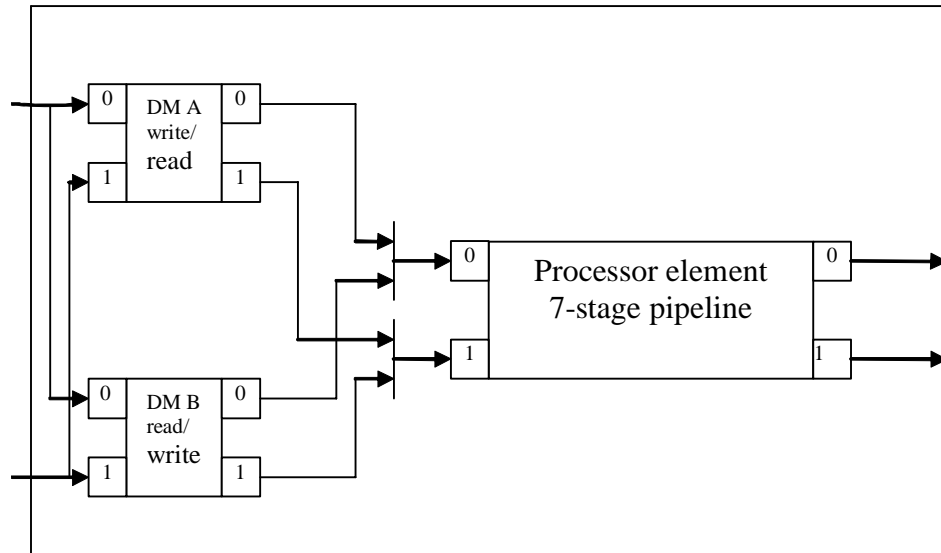 0
DM A
0
write/
read
1
1
0
Processor element
0
7-stage pipeline
1
1
0
DM B
0
read/
write
1
1